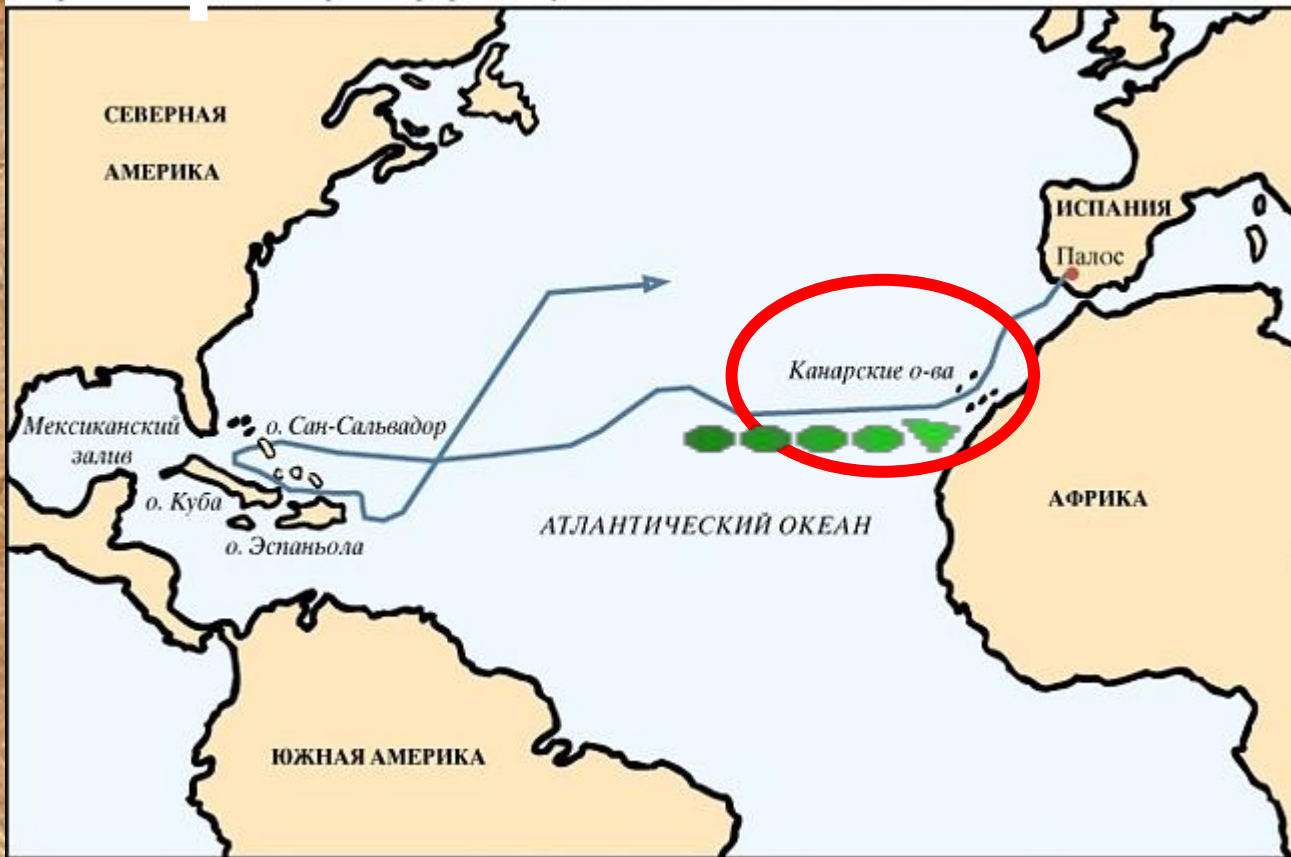 СЕВЕРНАЯ
АМЕРИКА
ИСПАНИЯ
Палос
Канарские о-ва
Мексиканский
залив
о. Сан-Сальвадор
о. Куба
о. Эспаньола
АТЛАНТИЧЕСКИЙ ОКЕАН
АФРИКА
ЮЖНАЯ АМЕРИКА